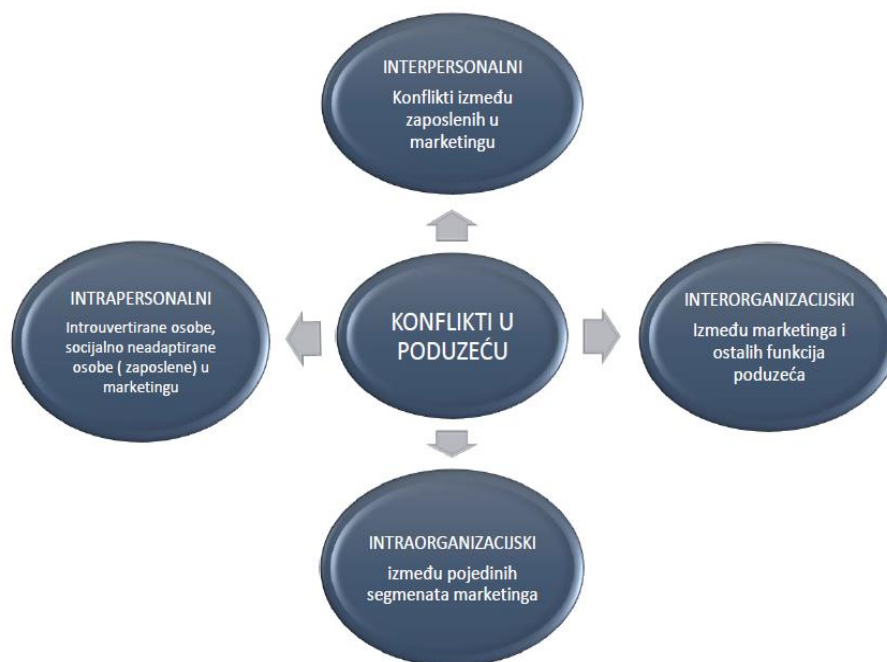 INTERPERSONALNI
Konflikti između
zaposlenih u
marketingu
INTRAPERSONALNI
Introuvertirane osobe,
socijalno neadaptirane
osobe ( zaposlene) u
marketingu
KONFLIKTI U
PODUZEĆU
INTERORGANIZACIJSiKI
Između marketinga i
ostalih funkcija
poduzeća
INTRAORGANIZACIJSKI
između pojedinih
segmenata marketinga